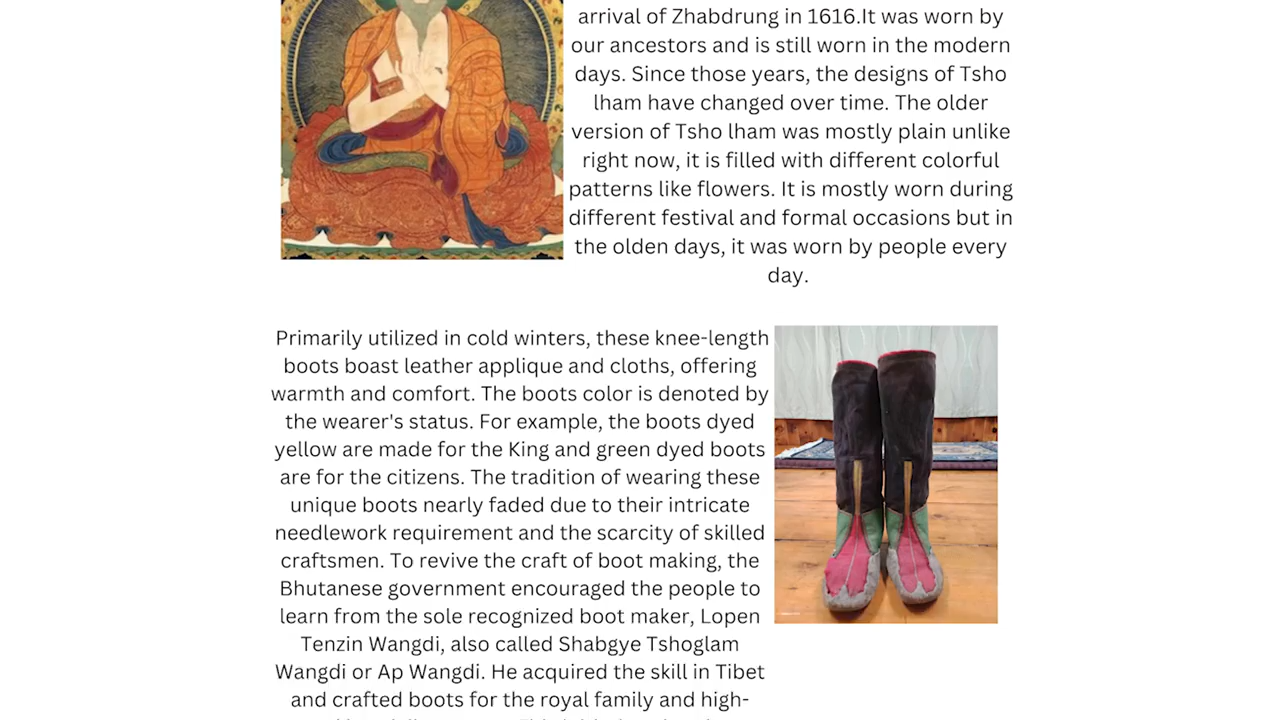 arrival of Zhabdrung in 1616.It was worn by
our ancestors and is still worn in the modern
days. Since those years, the designs of Tsho
lham have changed over time. The older
version of Tsho lham was mostly plain unlike
right now, it is filled with different colorful
patterns like flowers. It is mostly worn during
different festival and formal occasions but in
the olden days, it was worn by people every
day.
Primarily utilized in cold winters, these knee-length
boots boast leather applique and cloths, offering
warmth and comfort. The boots color is denoted by
the wearer's status. For example, the boots dyed
yellow are made for the King and green dyed boots
are for the citizens. The tradition of wearing these
unique boots nearly faded due to their intricate
needlework requirement and the scarcity of skilled
craftsmen. To revive the craft of boot making, the
Bhutanese government encouraged the people to
learn from the sole recognized boot maker, Lopen
Tenzin Wangdi, also called Shabgye Tshoglam
Wangdi or Ap Wangdi. He acquired the skill in Tibet
and crafted boots for the royal family and high-